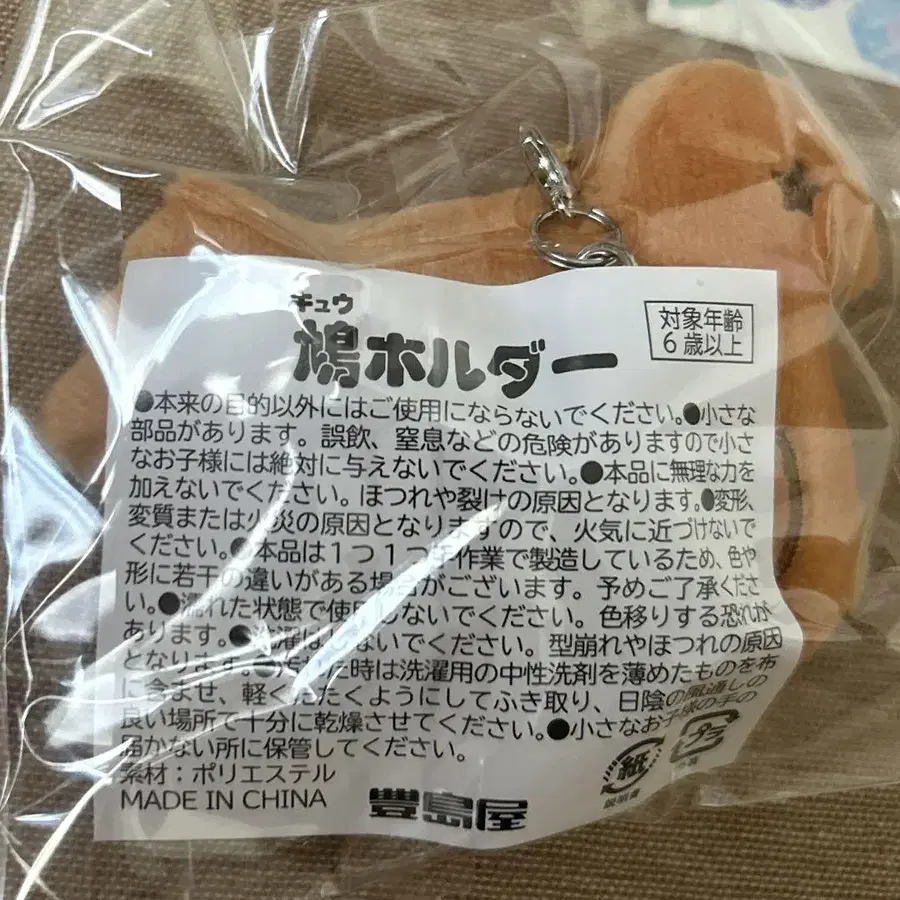 キュウ
鳩ホルダー
対象年齢
6歳以上
●本来の目的以外にはご使用にならないでください。●小さな
部品があります。誤飲、窒息などの危険がありますので小さ
なお子様には絶対に与えないでください。●本品に無理な力を
加えないでください。ほつれや裂けの原因となります。●変形、
変質または火災の原因となりますので、火気に近づけないで
ください。●本品は1つ1つ手作業で製造しているため、色や
形に若干の違いがある場合がございます。予めご了承くださ
い。●濡れた状態で使用しないでください。色移りする恐れが
あります。●洗濯はしないでください。型崩れやほつれの原因
となります。●汚れた時は洗濯用の中性洗剤を薄めたものを布
に含ませ、軽くたたくようにしてふき取り、日陰の風通しの
良い場所で十分に乾燥させてください。●小さなお子様の手の
届かない所に保管してください。
素材：ポリエステル
MADE IN CHINA
豊島屋
紙
説明書
プラ